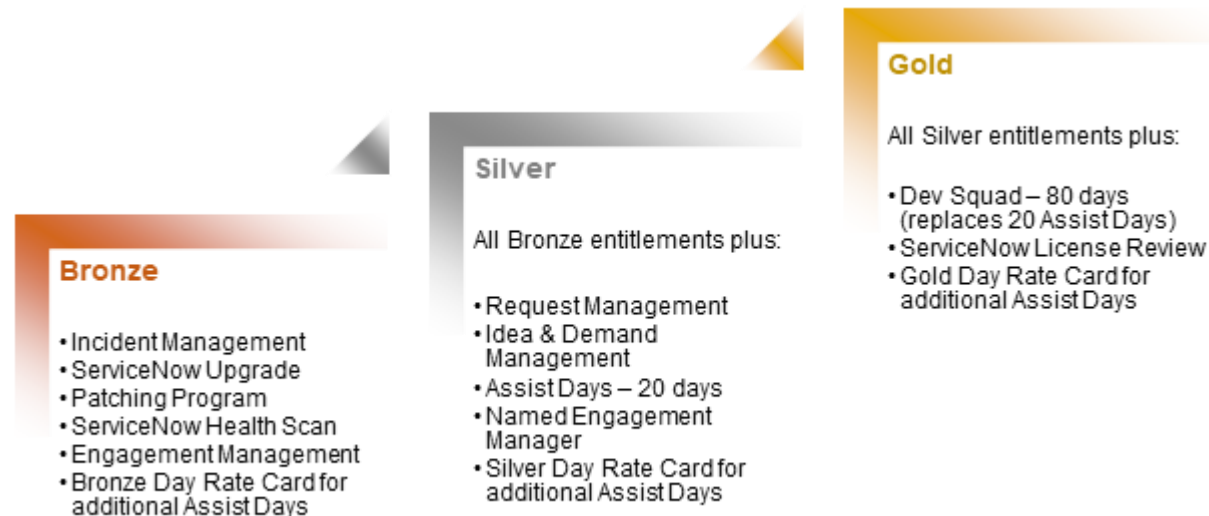 Bronze
• Incident Management
• ServiceNow Upgrade
• Patching Program
• ServiceNow Health Scan
• Engagement Management
• Bronze Day Rate Card for
additional Assist Days
Silver
All Bronze entitlements plus:
• Request Management
• Idea & Demand
Management
• Assist Days – 20 days
• Named Engagement
Manager
• Silver Day Rate Card for
additional Assist Days
Gold
All Silver entitlements plus:
• Dev Squad – 80 days
(replaces 20 Assist Days)
• ServiceNow License Review
• Gold Day Rate Card for
additional Assist Days